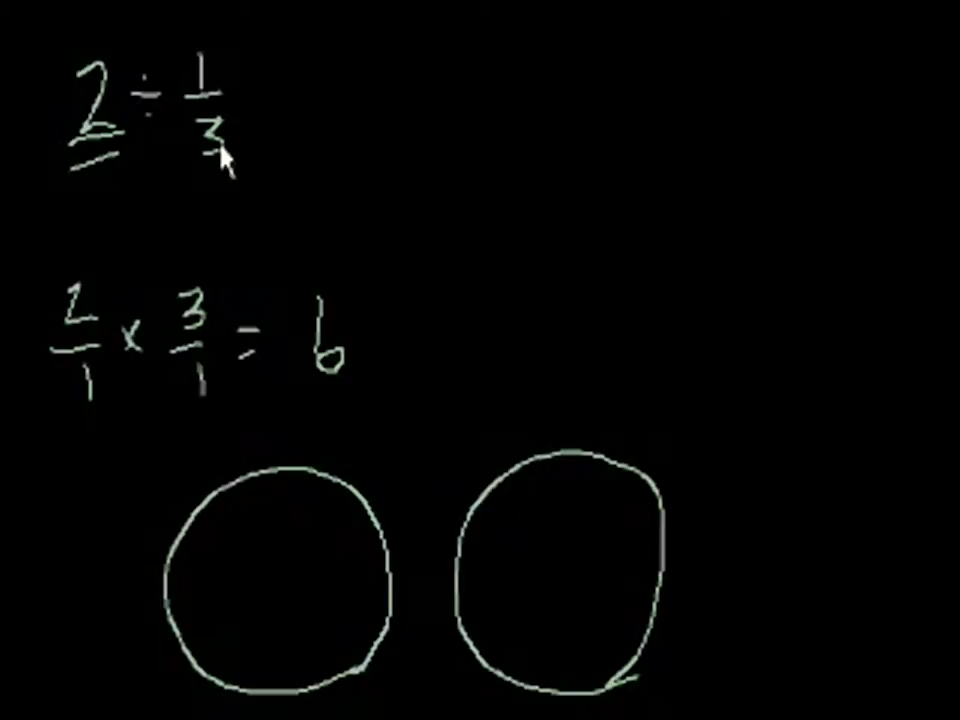 2 ÷ 1/3
2/1 × 3/1 = 6